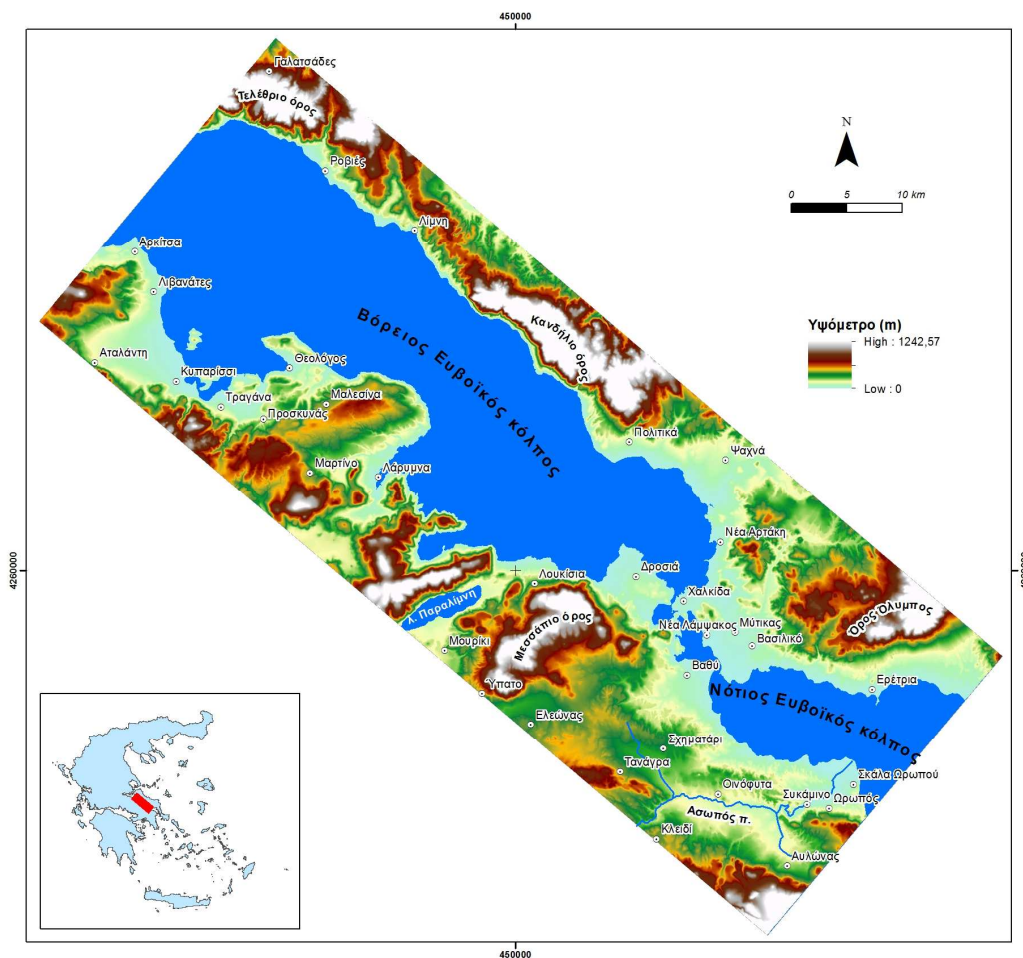 450000
Γαλατσάδες
Τελέθριο όρος
N
Ροβιές
0 5 10 km
Λίμνη
Αρκίτσα
Λιβανάτες
Βόρειος Ευβοϊκός κόλπος
Κανδήλιο όρος
Υψόμετρο (m)
High : 1242,57
Low : 0
Αταλάντη
Θεολόγος
Κυπαρίσσι
Τραγάνα
Μαλεσίνα
Προσκυνάς
Πολιτικά
Ψαχνά
Μαρτίνο
Λάρυμνα
Νέα Αρτάκη
4260000
Λουκίσια
Δροσιά
Χαλκίδα
λ. Παραλίμνη
Μεσσάπιο όρος
Νέα Λάμψακος
Μύτικας
Βασιλικό
Όρος Όλυμπος
Μουρίκι
Βαθύ
Ύπατο
Ερέτρια
Νότιος Ευβοϊκός κόλπος
Ελεώνας
Σχηματάρι
Τανάγρα
Σκάλα Ωρωπού
Οινόφυτα
Συκάμινο
Ωρωπός
Ασωπός π.
Κλειδί
Αυλώνας
450000